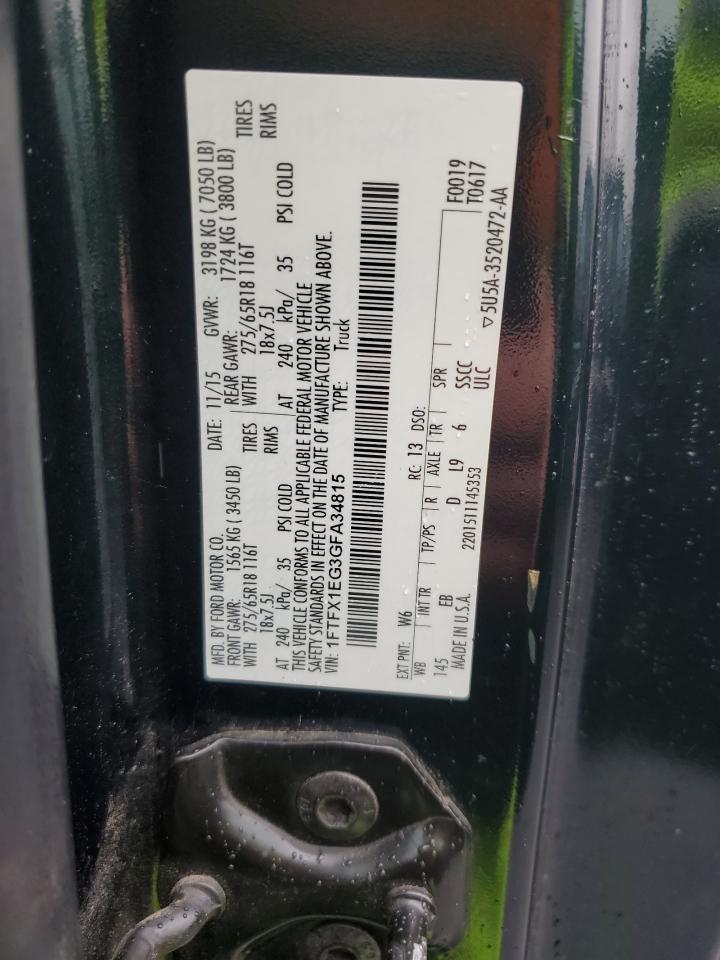 MFD. BY FORD MOTOR CO.
DATE: 11/15 GVWR: 3198 KG ( 7050 LB)
FRONT GAWR: 1565 KG ( 3450 LB)
REAR GAWR: 1724 KG ( 3800 LB)
WITH 275/65R18 116T TIRES
WITH 275/65R18 116T TIRES
18x7.5J RIMS
18x7.5J RIMS
AT 240 kPa/ 35 PSI COLD
AT 240 kPa/ 35 PSI COLD
THIS VEHICLE CONFORMS TO ALL APPLICABLE FEDERAL MOTOR VEHICLE
SAFETY STANDARDS IN EFFECT ON THE DATE OF MANUFACTURE SHOWN ABOVE.
VIN: 1FTFX1EG3GFA34815 TYPE: Truck
EXT PNT: W6 RC: 13 DSO: F0019
WB INT TR TP/PS R AXLE TR SPR T0617
145 EB D L9 6 SSCC
MADE IN U.S.A. 2201511145353 ULC ▽5U5A-3520472-AA